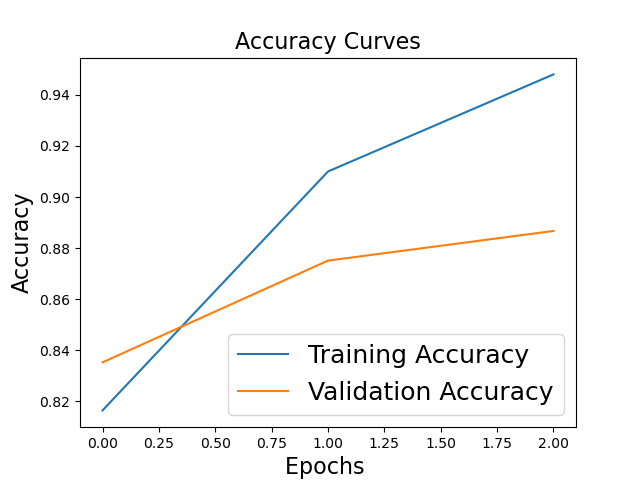 Accuracy Curves
Accuracy
0.94
0.92
0.90
0.88
0.86
0.84
0.82
Training Accuracy
Validation Accuracy
0.00 0.25 0.50 0.75 1.00 1.25 1.50 1.75 2.00
Epochs